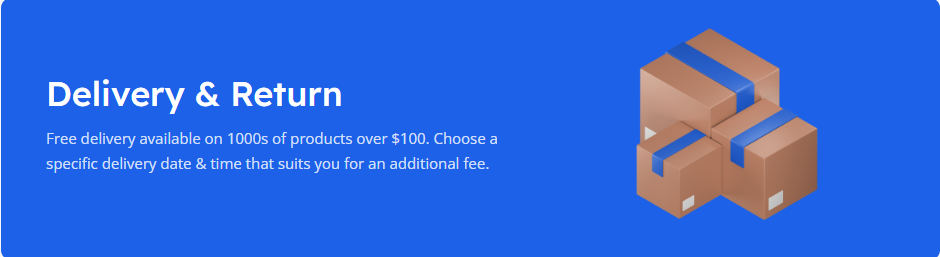 Delivery & Return
Free delivery available on 1000s of products over $100. Choose a
specific delivery date & time that suits you for an additional fee.